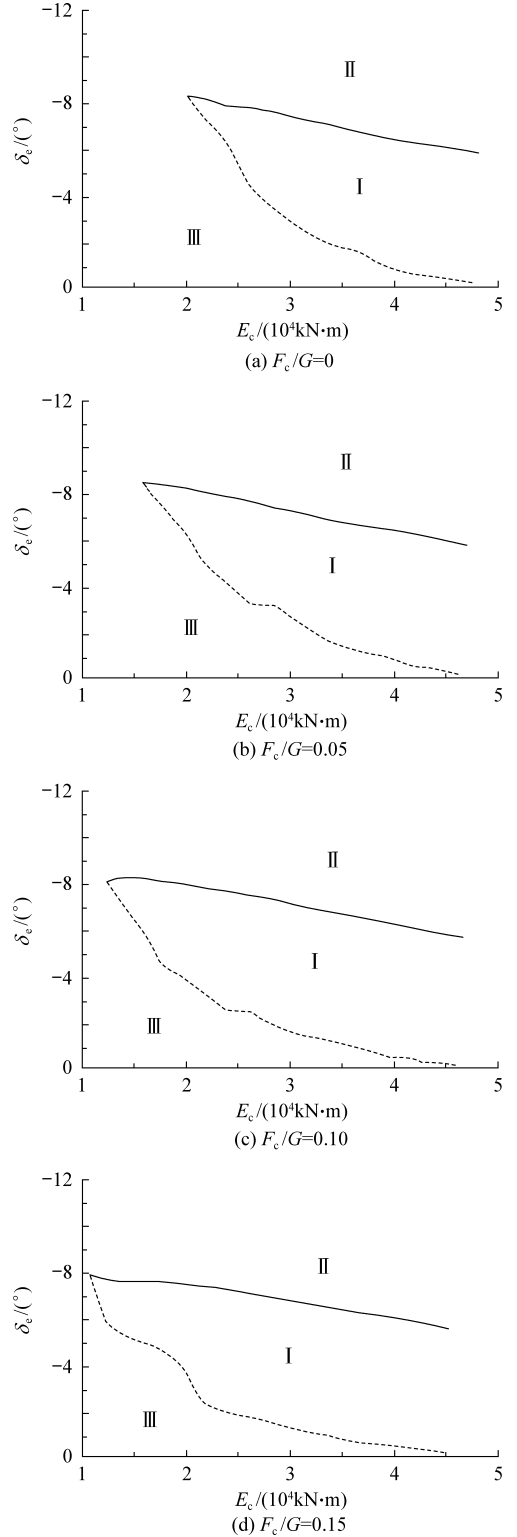 −12
Ⅱ
−8
δe/(°)
Ⅰ
−4
Ⅲ
0
1 2 3 4 5
Ec/(10⁴kN·m)
(a) Fc/G=0
−12
Ⅱ
−8
δe/(°)
Ⅰ
−4
Ⅲ
0
1 2 3 4 5
Ec/(10⁴kN·m)
(b) Fc/G=0.05
−12
Ⅱ
−8
δe/(°)
Ⅰ
−4
Ⅲ
0
1 2 3 4 5
Ec/(10⁴kN·m)
(c) Fc/G=0.10
−12
Ⅱ
−8
δe/(°)
Ⅰ
−4
Ⅲ
0
1 2 3 4 5
Ec/(10⁴kN·m)
(d) Fc/G=0.15